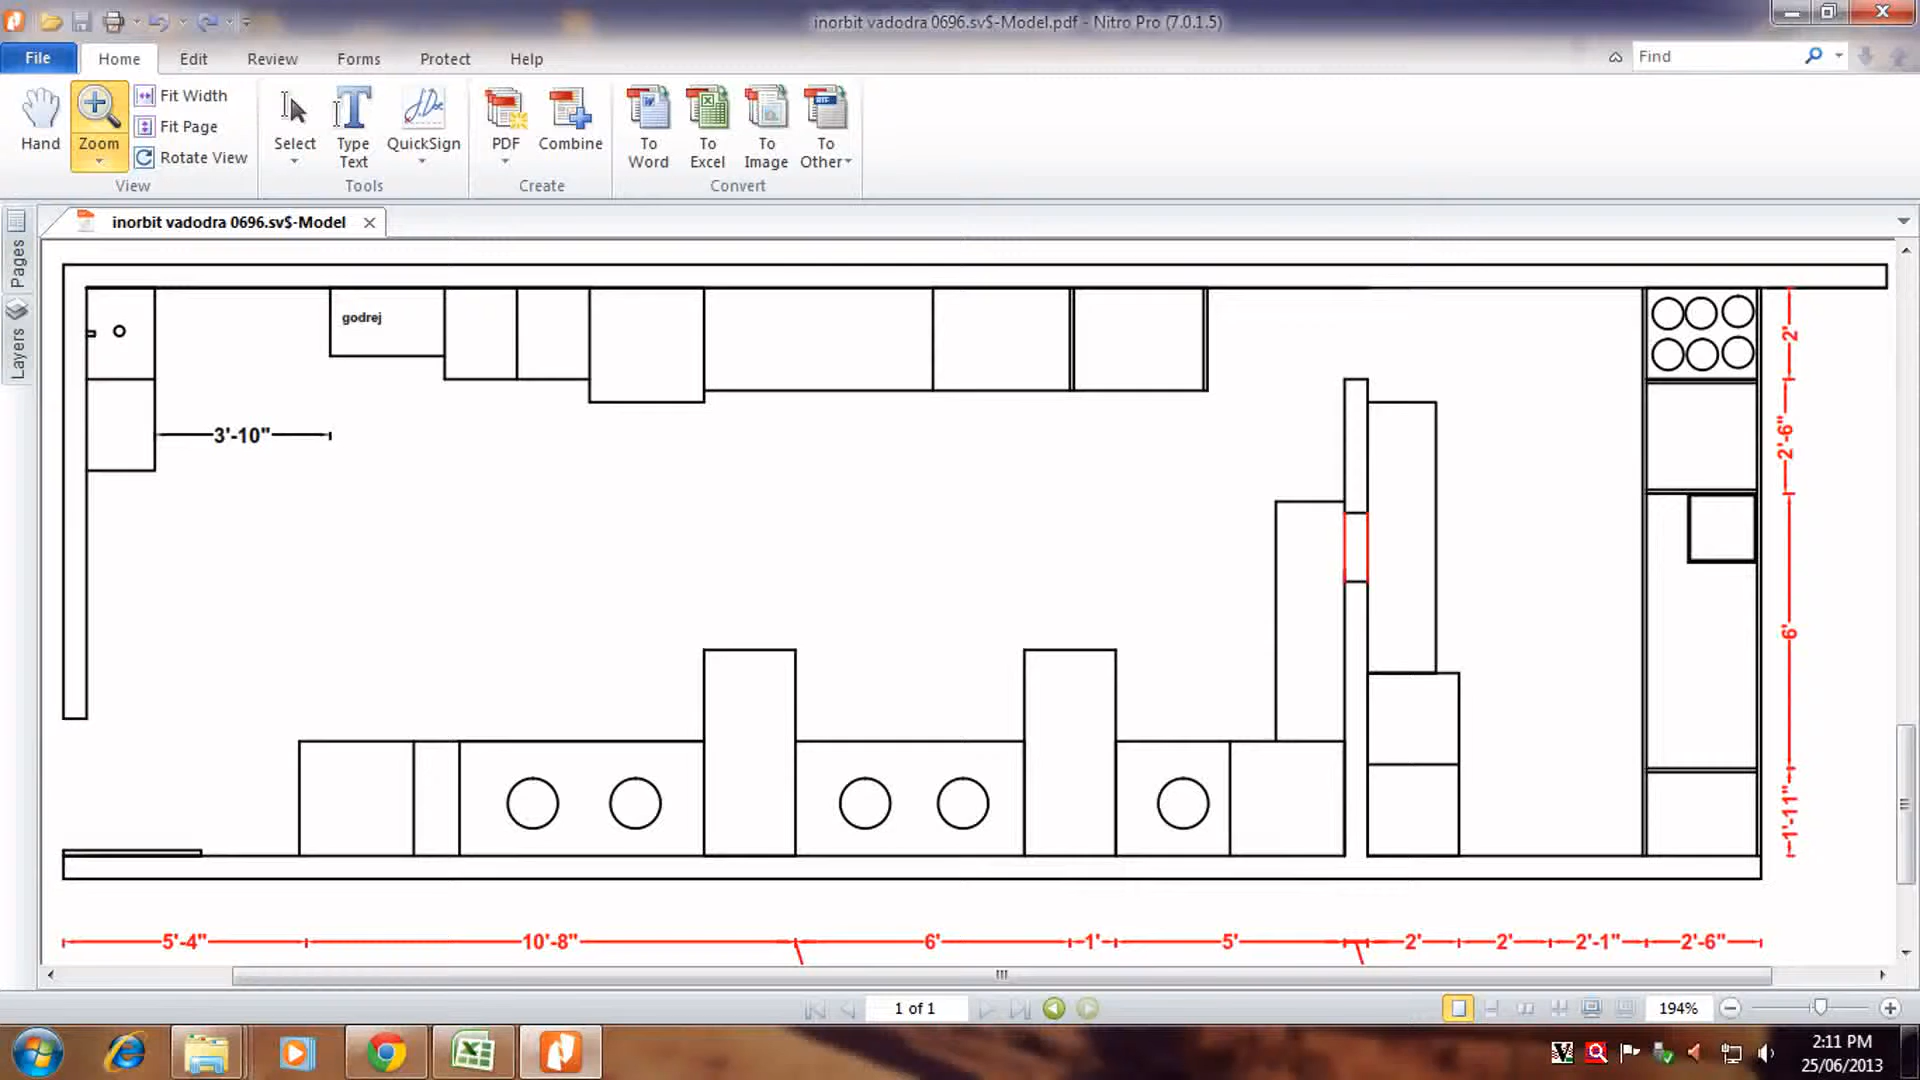 inorbit vadodra 0696.sv$-Model.pdf - Nitro Pro (7.0.1.5)
File Home Edit Review Forms Protect Help
Find
Hand Zoom Fit Width
Fit Page
Rotate View
Select Type Text QuickSign
PDF Combine
To Word To Excel To Image To Other
View Tools Create Convert
inorbit vadodra 0696.sv$-Model
Pages
Layers
godrej
3'-10"
2'
2'-6"
6'
1'-11"
5'-4" 10'-8" 6' 1' 5' 2' 2' 2'-1" 2'-6"
1 of 1
194%
2:11 PM
25/06/2013